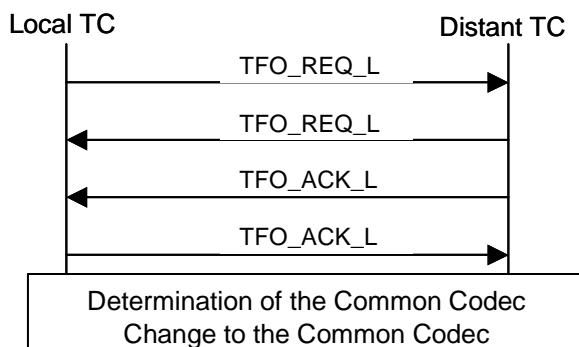 Local TC
Distant TC
TFO_REQ_L
TFO_REQ_L
TFO_ACK_L
TFO_ACK_L
Determination of the Common Codec
Change to the Common Codec